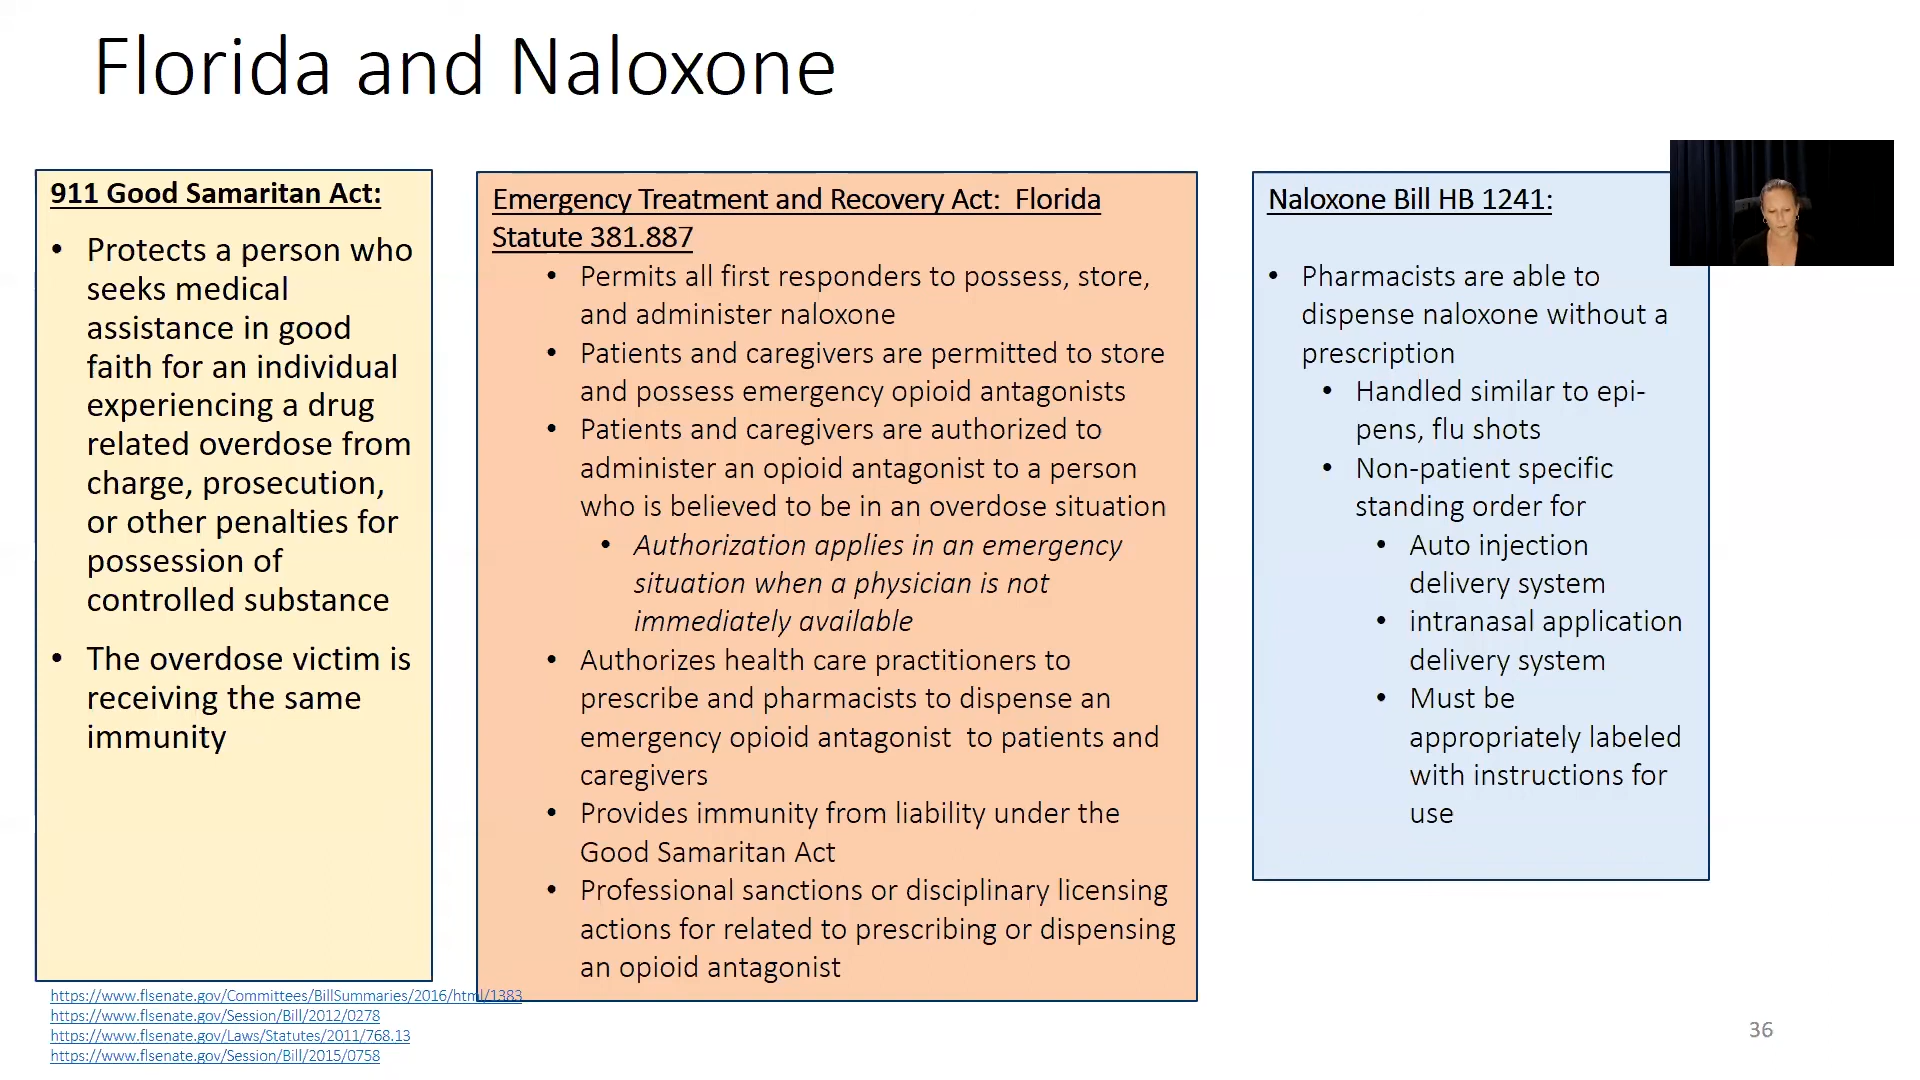 Florida and Naloxone
911 Good Samaritan Act:
• Protects a person who
seeks medical
assistance in good
faith for an individual
experiencing a drug
related overdose from
charge, prosecution,
or other penalties for
possession of
controlled substance
• The overdose victim is
receiving the same
immunity
Emergency Treatment and Recovery Act:  Florida
Statute 381.887
• Permits all first responders to possess, store,
and administer naloxone
• Patients and caregivers are permitted to store
and possess emergency opioid antagonists
• Patients and caregivers are authorized to
administer an opioid antagonist to a person
who is believed to be in an overdose situation
• Authorization applies in an emergency
situation when a physician is not
immediately available
• Authorizes health care practitioners to
prescribe and pharmacists to dispense an
emergency opioid antagonist  to patients and
caregivers
• Provides immunity from liability under the
Good Samaritan Act
• Professional sanctions or disciplinary licensing
actions for related to prescribing or dispensing
an opioid antagonist
Naloxone Bill HB 1241:
• Pharmacists are able to
dispense naloxone without a
prescription
• Handled similar to epi-
pens, flu shots
• Non-patient specific
standing order for
• Auto injection
delivery system
• intranasal application
delivery system
• Must be
appropriately labeled
with instructions for
use
https://www.flsenate.gov/Committees/BillSummaries/2016/html/1383
https://www.flsenate.gov/Session/Bill/2012/0278
https://www.flsenate.gov/Laws/Statutes/2011/768.13
https://www.flsenate.gov/Session/Bill/2015/0758
36